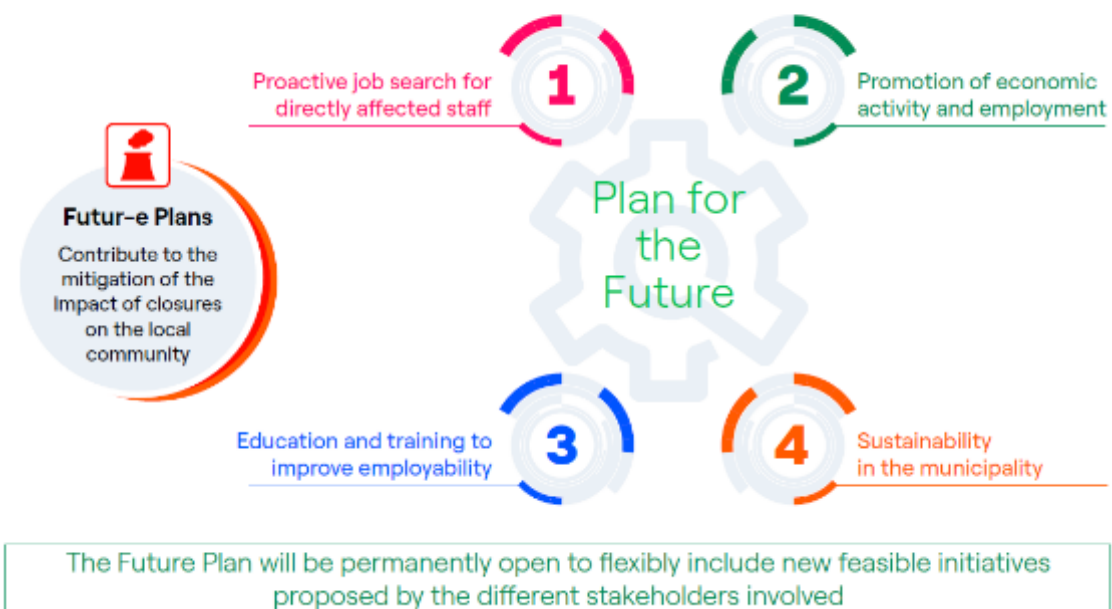 1
Proactive job search for
directly affected staff
2
Promotion of economic
activity and employment
Futur-e Plans
Contribute to the
mitigation of the
impact of closures
on the local
community
Plan for
the
Future
3
Education and training to
improve employability
4
Sustainability
in the municipality
The Future Plan will be permanently open to flexibly include new feasible initiatives
proposed by the different stakeholders involved